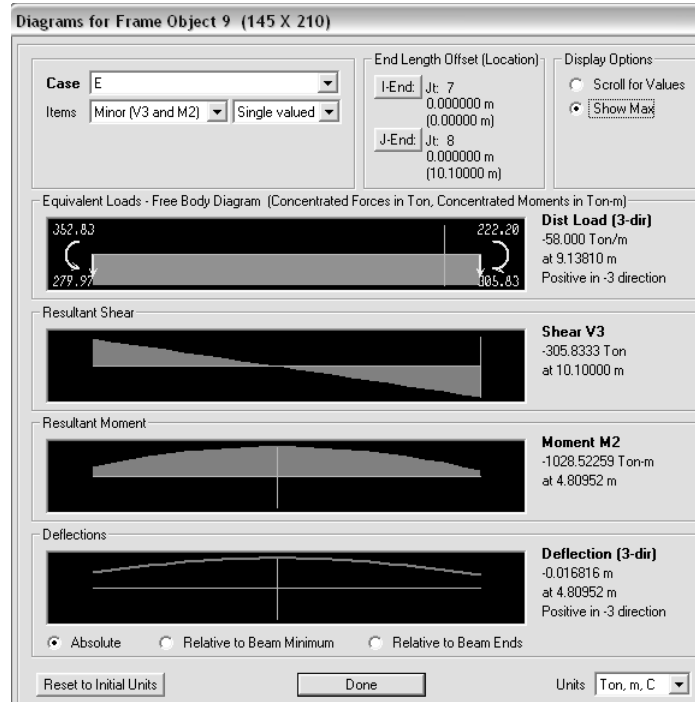 Diagrams for Frame Object 9 (145 X 210)
Case E
Items Minor (V3 and M2) Single valued
End Length Offset (Location)
I-End: Jt: 7
0.000000 m
(0.00000 m)
J-End: Jt: 8
0.000000 m
(10.10000 m)
Display Options
Scroll for Values
Show Max
Equivalent Loads - Free Body Diagram (Concentrated Forces in Ton, Concentrated Moments in Ton-m)
352.83 222.20
279.97 305.83
Dist Load (3-dir)
-58.000 Ton/m
at 9.13810 m
Positive in -3 direction
Resultant Shear
Shear V3
-305.8333 Ton
at 10.10000 m
Resultant Moment
Moment M2
-1028.52259 Ton-m
at 4.80952 m
Deflections
Deflection (3-dir)
-0.016816 m
at 4.80952 m
Positive in -3 direction
Absolute Relative to Beam Minimum Relative to Beam Ends
Reset to Initial Units Done Units Ton, m, C